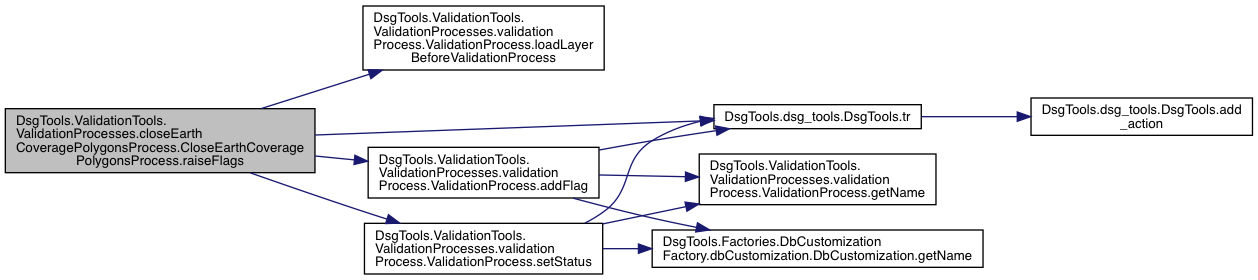 DsgTools.ValidationTools.
ValidationProcesses.validation
Process.ValidationProcess.loadLayer
BeforeValidationProcess
DsgTools.ValidationTools.
ValidationProcesses.closeEarth
CoveragePolygonsProcess.CloseEarthCoverage
PolygonsProcess.raiseFlags
DsgTools.ValidationTools.
ValidationProcesses.validation
Process.ValidationProcess.addFlag
DsgTools.ValidationTools.
ValidationProcesses.validation
Process.ValidationProcess.setStatus
DsgTools.dsg_tools.DsgTools.tr
DsgTools.ValidationTools.
ValidationProcesses.validation
Process.ValidationProcess.getName
DsgTools.Factories.DbCustomization
Factory.dbCustomization.DbCustomization.getName
DsgTools.dsg_tools.DsgTools.add
_action